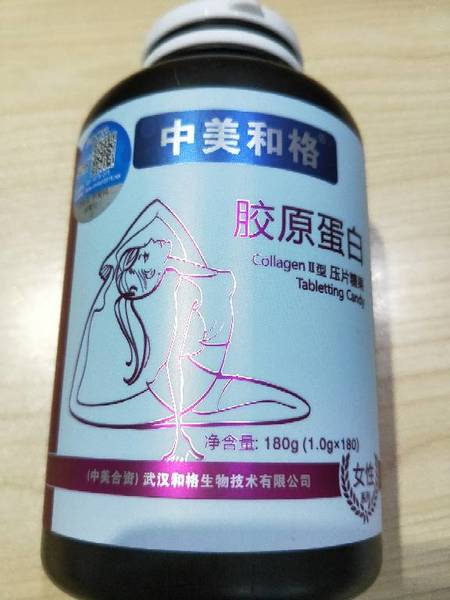 中美和格®
胶原蛋白
Collagen Ⅱ型 压片糖果
Tabletting Candy
净含量: 180g (1.0g×180)
(中美合资) 武汉和格生物技术有限公司
女性